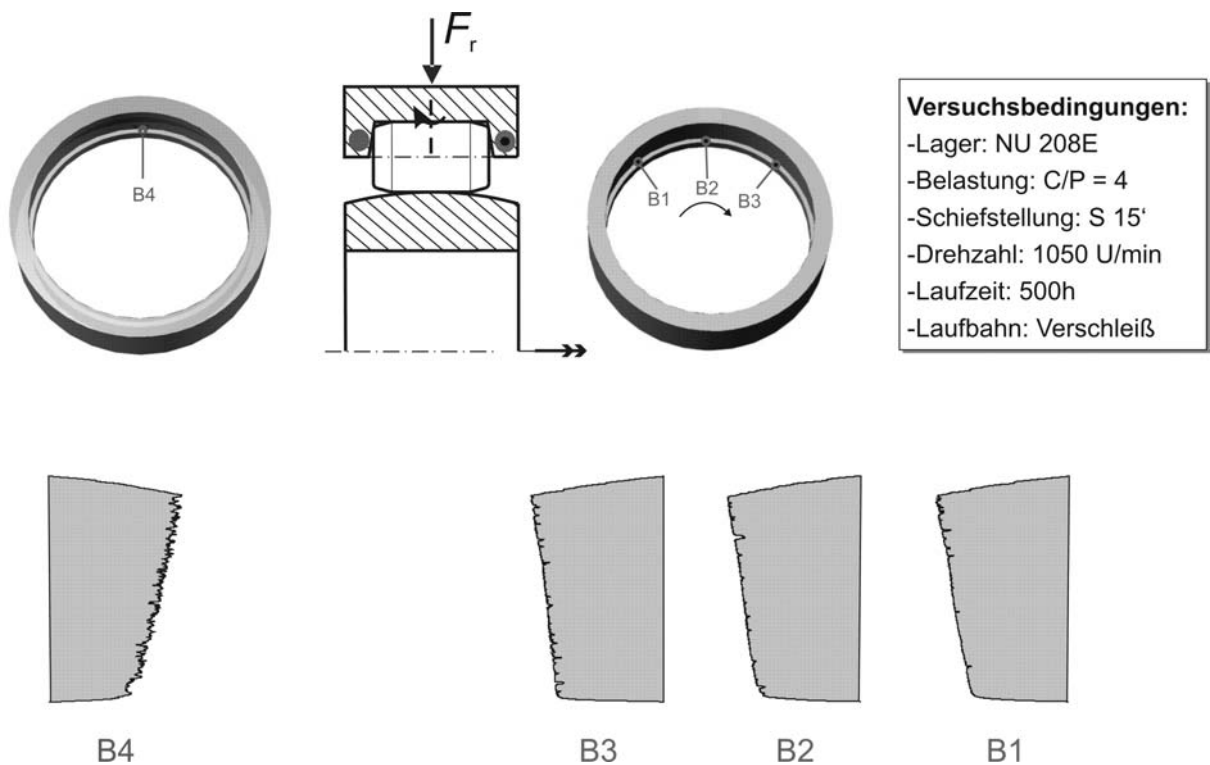 Fr
B4
B1
B2
B3
Versuchsbedingungen:
-Lager: NU 208E
-Belastung: C/P = 4
-Schiefstellung: S 15‘
-Drehzahl: 1050 U/min
-Laufzeit: 500h
-Laufbahn: Verschleiß
B4
B3
B2
B1